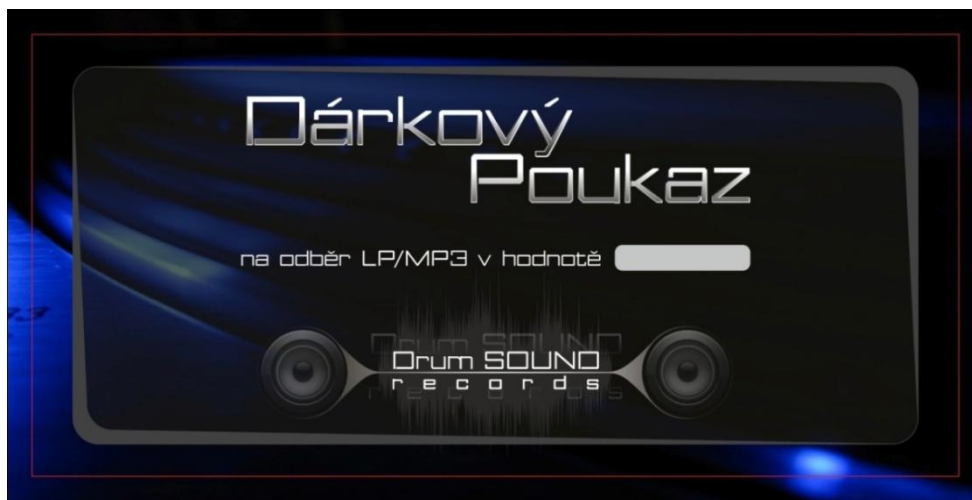 Dárkový
Poukaz
na odběr LP/MP3 v hodnotě
Drum SOUND
records